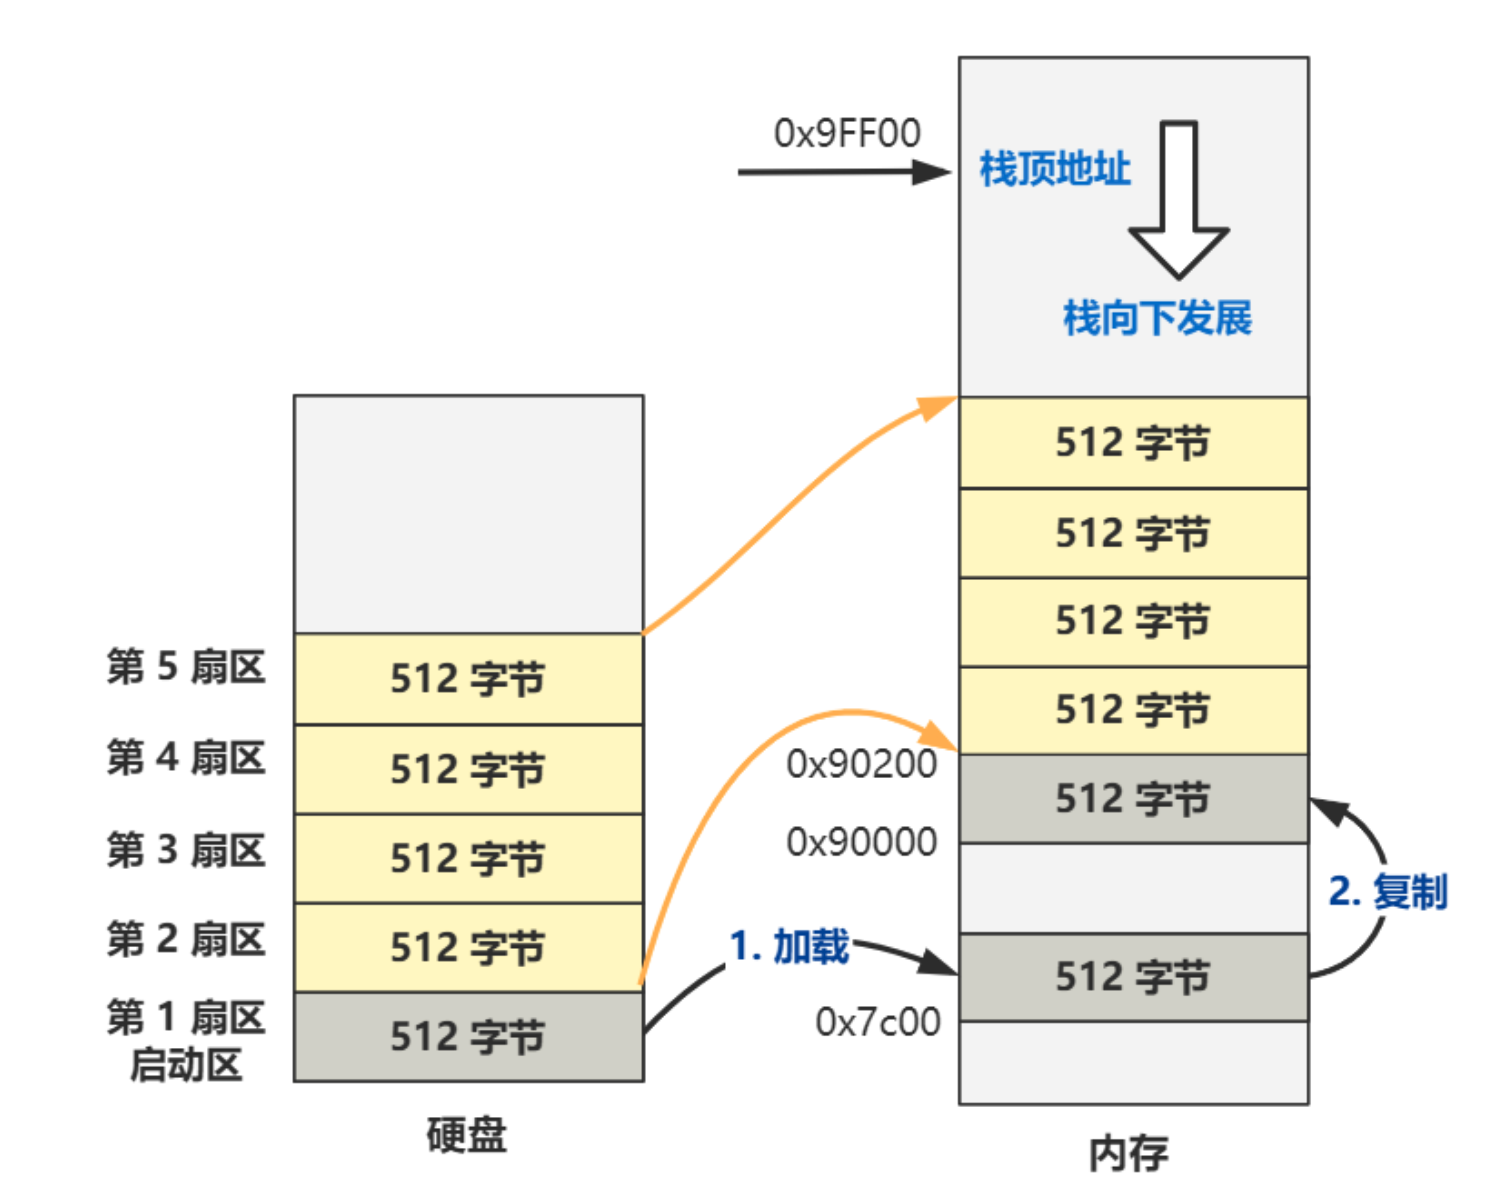 0x9FF00
栈顶地址
栈向下发展
512 字节
512 字节
512 字节
512 字节
0x90200
512 字节
0x90000
2. 复制
512 字节
0x7c00
内存
第 5 扇区
512 字节
第 4 扇区
512 字节
第 3 扇区
512 字节
第 2 扇区
512 字节
1. 加载
第 1 扇区
启动区
512 字节
硬盘